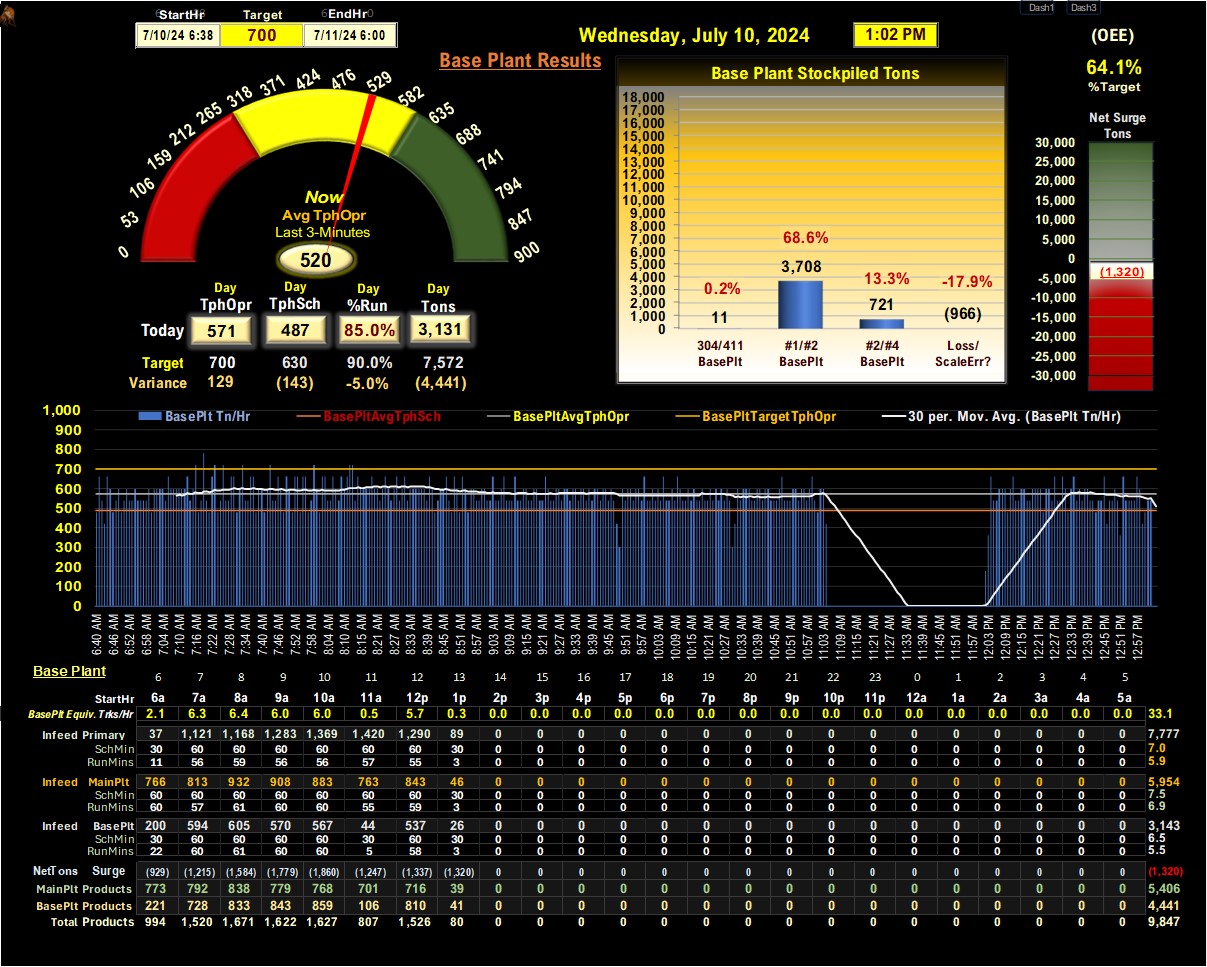 Dash1 Dash3
StartHr Target EndHr
7/10/24 6:38 700 7/11/24 6:00
Wednesday, July 10, 2024 1:02 PM
(OEE)
64.1%
%Target
Base Plant Results
0 53 106 159 212 265 318 371 424 476 529 582 635 688 741 794 847 900
Now
Avg TphOpr
Last 3-Minutes
520
Day Day Day Day
TphOpr TphSch %Run Tons
Today 571 487 85.0% 3,131
Target 700 630 90.0% 7,572
Variance 129 (143) -5.0% (4,441)
Base Plant Stockpiled Tons
18,000
17,000
16,000
15,000
14,000
13,000
12,000
11,000
10,000
9,000
8,000
7,000
6,000
5,000
4,000
3,000
2,000
1,000
0
0.2% 68.6% 13.3% -17.9%
11 3,708 721 (966)
304/411 #1/#2 #2/#4 Loss/
BasePlt BasePlt BasePlt ScaleErr?
Net Surge
Tons
30,000
25,000
20,000
15,000
10,000
5,000
0
-5,000
-10,000
-15,000
-20,000
-25,000
-30,000
(1,320)
BasePlt Tn/Hr BasePltAvgTphSch BasePltAvgTphOpr BasePltTargetTphOpr 30 per. Mov. Avg. (BasePlt Tn/Hr)
1,000
900
800
700
600
500
400
300
200
100
0
6:40 AM 6:46 AM 6:52 AM 6:58 AM 7:04 AM 7:10 AM 7:16 AM 7:22 AM 7:28 AM 7:34 AM 7:40 AM 7:46 AM 7:52 AM 7:58 AM 8:04 AM 8:10 AM 8:15 AM 8:21 AM 8:27 AM 8:33 AM 8:39 AM 8:45 AM 8:51 AM 8:57 AM 9:03 AM 9:09 AM 9:15 AM 9:21 AM 9:27 AM 9:33 AM 9:39 AM 9:45 AM 9:51 AM 9:57 AM 10:03 AM 10:09 AM 10:15 AM 10:21 AM 10:27 AM 10:33 AM 10:39 AM 10:45 AM 10:51 AM 10:57 AM 11:03 AM 11:09 AM 11:15 AM 11:21 AM 11:27 AM 11:33 AM 11:39 AM 11:45 AM 11:51 AM 11:57 AM 12:03 PM 12:09 PM 12:15 PM 12:21 PM 12:27 PM 12:33 PM 12:39 PM 12:45 PM 12:51 PM 12:57 PM
Base Plant
6 7 8 9 10 11 12 13 14 15 16 17 18 19 20 21 22 23 0 1 2 3 4 5
StartHr 6a 7a 8a 9a 10a 11a 12p 1p 2p 3p 4p 5p 6p 7p 8p 9p 10p 11p 12a 1a 2a 3a 4a 5a
BasePlt Equiv. Trks/Hr 2.1 6.3 6.4 6.0 6.0 0.5 5.7 0.3 0.0 0.0 0.0 0.0 0.0 0.0 0.0 0.0 0.0 0.0 0.0 0.0 0.0 0.0 0.0 0.0 33.1
Infeed Primary 37 1,121 1,168 1,283 1,369 1,420 1,290 89 0 0 0 0 0 0 0 0 0 0 0 0 0 0 0 0 7,777
SchMin 30 60 60 60 60 60 60 30 0 0 0 0 0 0 0 0 0 0 0 0 0 0 0 0 7.0
RunMins 11 56 59 56 56 57 55 30 0 0 0 0 0 0 0 0 0 0 0 0 0 0 0 0 5.9
Infeed MainPlt 766 813 932 908 883 763 843 46 0 0 0 0 0 0 0 0 0 0 0 0 0 0 0 0 5,954
SchMin 60 60 60 60 60 60 60 30 0 0 0 0 0 0 0 0 0 0 0 0 0 0 0 0 7.5
RunMins 60 57 61 60 60 55 59 3 0 0 0 0 0 0 0 0 0 0 0 0 0 0 0 0 6.9
Infeed BasePlt 200 594 605 570 567 44 537 26 0 0 0 0 0 0 0 0 0 0 0 0 0 0 0 0 3,143
SchMin 30 60 60 60 60 30 60 30 0 0 0 0 0 0 0 0 0 0 0 0 0 0 0 0 6.5
RunMins 22 60 61 60 60 5 58 3 0 0 0 0 0 0 0 0 0 0 0 0 0 0 0 0 5.5
NetTons Surge (929) (1,215) (1,584) (1,779) (1,860) (1,247) (1,337) (1,320) 0 0 0 0 0 0 0 0 0 0 0 0 0 0 0 0 (1,320)
MainPlt Products 773 792 838 779 768 701 716 39 0 0 0 0 0 0 0 0 0 0 0 0 0 0 0 0 5,406
BasePlt Products 221 728 833 843 859 106 810 41 0 0 0 0 0 0 0 0 0 0 0 0 0 0 0 0 4,441
Total Products 994 1,520 1,671 1,622 1,627 807 1,526 80 0 0 0 0 0 0 0 0 0 0 0 0 0 0 0 0 9,847